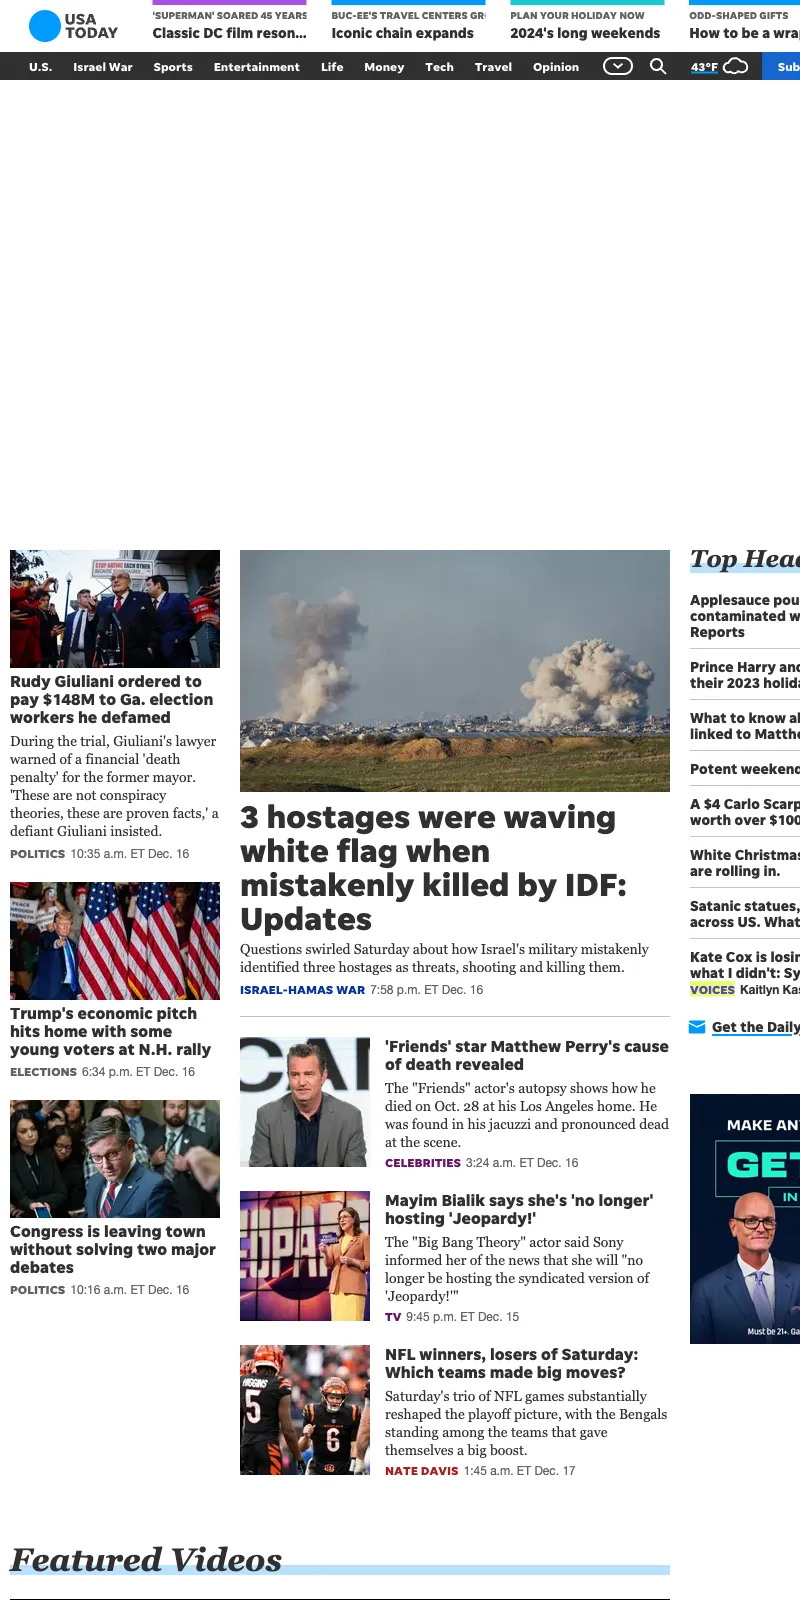 USA
TODAY
'SUPERMAN' SOARED 45 YEARS
Classic DC film reson...
BUC-EE'S TRAVEL CENTERS GR
Iconic chain expands
PLAN YOUR HOLIDAY NOW
2024's long weekends
ODD-SHAPED GIFTS
How to be a wra
U.S. Israel War Sports Entertainment Life Money Tech Travel Opinion 43°F Sub
STOP HATING EACH OTHER
Rudy Giuliani ordered to
pay $148M to Ga. election
workers he defamed
During the trial, Giuliani's lawyer
warned of a financial 'death
penalty' for the former mayor.
'These are not conspiracy
theories, these are proven facts,' a
defiant Giuliani insisted.
POLITICS 10:35 a.m. ET Dec. 16
PEACE
THROUGH
STRENGTH
Trump's economic pitch
hits home with some
young voters at N.H. rally
ELECTIONS 6:34 p.m. ET Dec. 16
Congress is leaving town
without solving two major
debates
POLITICS 10:16 a.m. ET Dec. 16
3 hostages were waving
white flag when
mistakenly killed by IDF:
Updates
Questions swirled Saturday about how Israel's military mistakenly
identified three hostages as threats, shooting and killing them.
ISRAEL-HAMAS WAR 7:58 p.m. ET Dec. 16
'Friends' star Matthew Perry's cause
of death revealed
The "Friends" actor's autopsy shows how he
died on Oct. 28 at his Los Angeles home. He
was found in his jacuzzi and pronounced dead
at the scene.
CELEBRITIES 3:24 a.m. ET Dec. 16
Mayim Bialik says she's 'no longer'
hosting 'Jeopardy!'
The "Big Bang Theory" actor said Sony
informed her of the news that she will "no
longer be hosting the syndicated version of
'Jeopardy!'"
TV 9:45 p.m. ET Dec. 15
HIGGINS
5
6
NFL winners, losers of Saturday:
Which teams made big moves?
Saturday's trio of NFL games substantially
reshaped the playoff picture, with the Bengals
standing among the teams that gave
themselves a big boost.
NATE DAVIS 1:45 a.m. ET Dec. 17
Top Hea
Applesauce pou
contaminated w
Reports
Prince Harry and
their 2023 holida
What to know a
linked to Matthe
Potent weekend
A $4 Carlo Scarp
worth over $100
White Christmas
are rolling in.
Satanic statues,
across US. What
Kate Cox is losin
what I didn't: Sy
VOICES Kaitlyn Kas
Get the Daily
MAKE AN
GET
IN
Must be 21+. Ga
Featured Videos